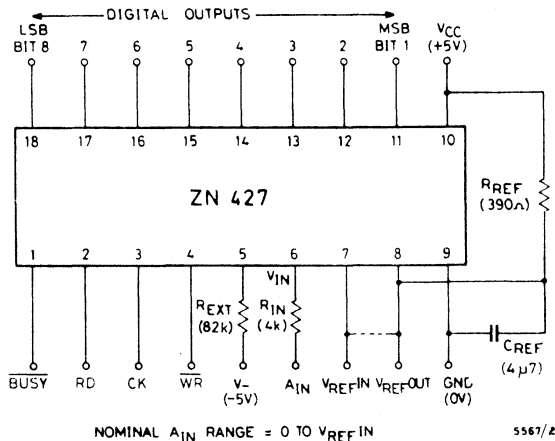 DIGITAL OUTPUTS
LSB MSB VCC
BIT 8 7 6 5 4 3 2 BIT 1 (+5V)
18 17 16 15 14 13 12 11 10
ZN 427
RREF
(390Ω)
1 2 3 4 5 6 7 8 9
VIN
REXT RIN
(82k) (4k)
CREF
(4µ7)
BUSY RD CK WR V- AIN VREF IN VREF OUT GND
(-5V) (0V)
NOMINAL AIN RANGE = 0 TO VREF IN